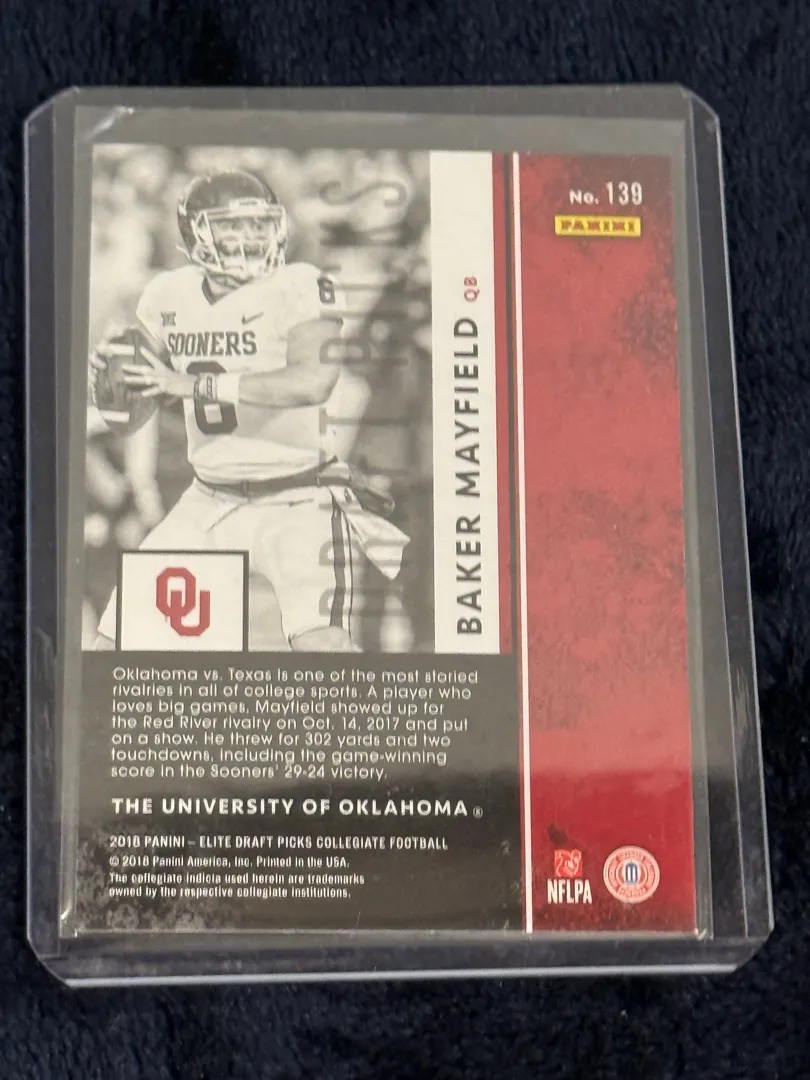 No. 139
PANINI
DRAFT PICKS
6
SOONERS
6
BAKER MAYFIELD QB
OU
Oklahoma vs. Texas is one of the most storied
rivalries in all of college sports. A player who
loves big games, Mayfield showed up for
the Red River rivalry on Oct. 14, 2017 and put
on a show. He threw for 302 yards and two
touchdowns, including the game-winning
score in the Sooners' 29-24 victory.
THE UNIVERSITY OF OKLAHOMA ®
2018 PANINI – ELITE DRAFT PICKS COLLEGIATE FOOTBALL
© 2018 Panini America, Inc. Printed in the USA.
The collegiate indicia used herein are trademarks
owned by the respective collegiate institutions.
NFLPA